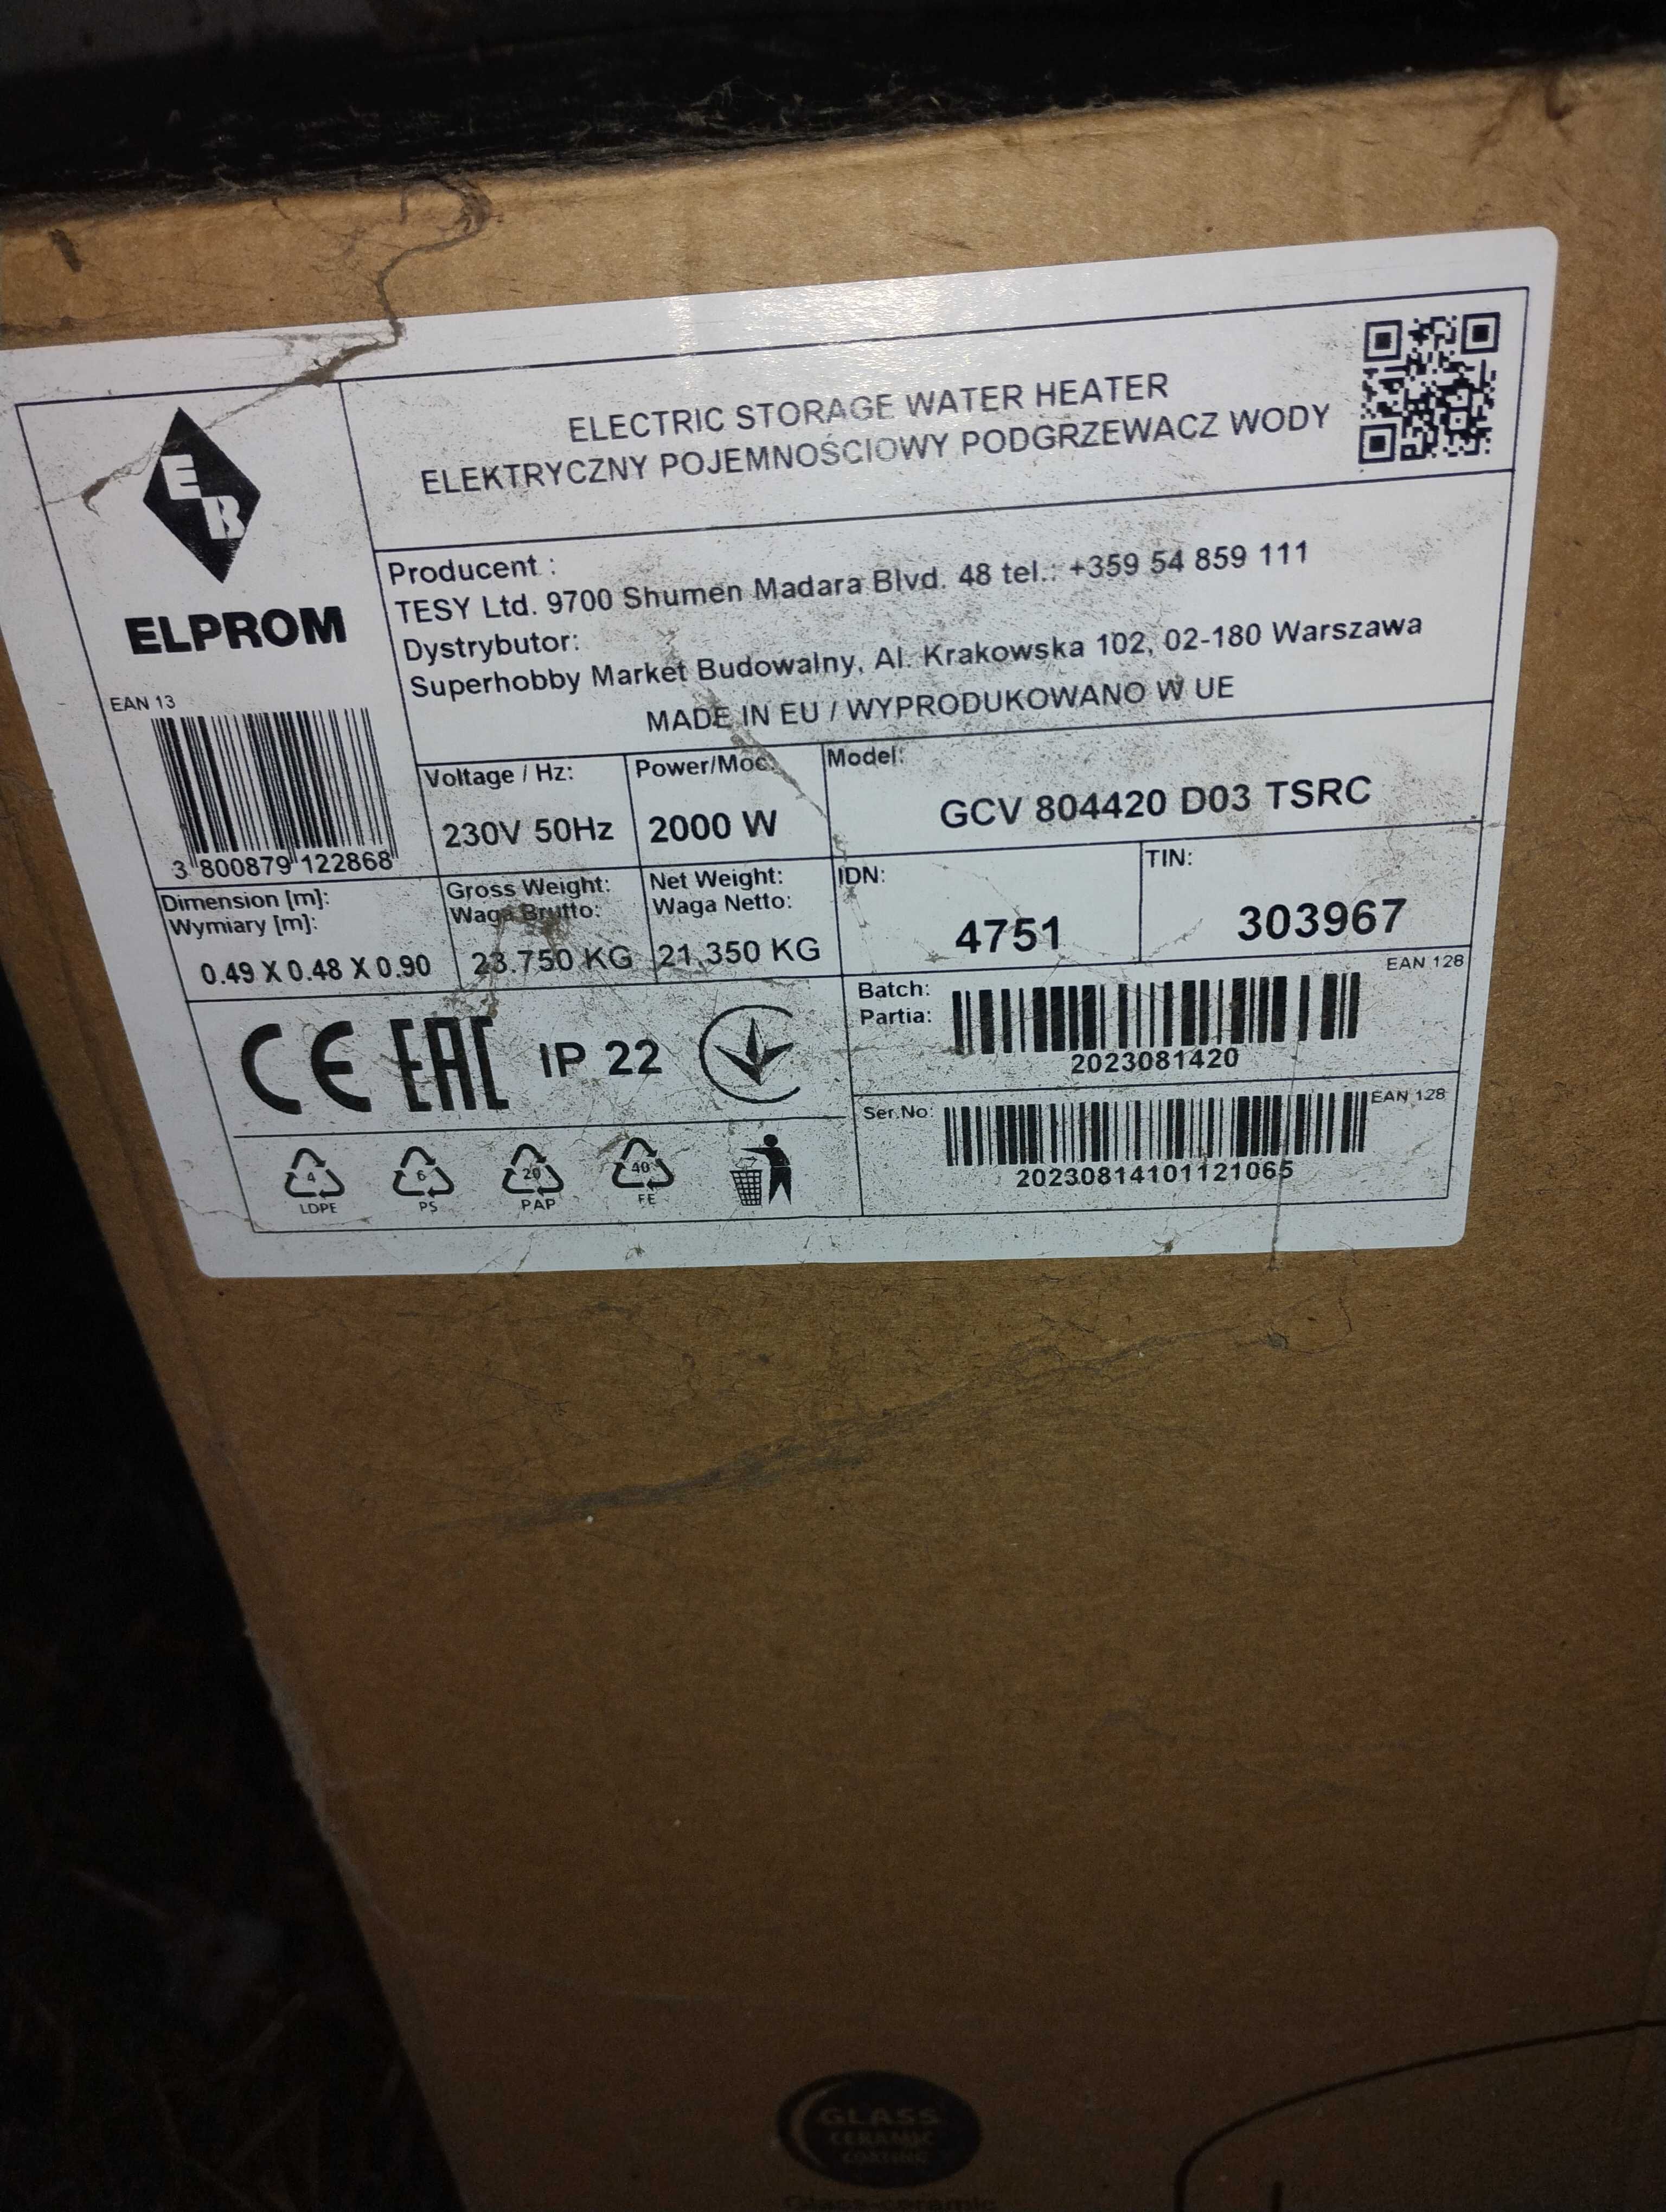 ELECTRIC STORAGE WATER HEATER
ELEKTRYCZNY POJEMNOŚCIOWY PODGRZEWACZ WODY
EB
ELPROM
Producent :
TESY Ltd. 9700 Shumen Madara Blvd. 48 tel.: +359 54 859 111
Dystrybutor:
Superhobby Market Budowalny, Al. Krakowska 102, 02-180 Warszawa
MADE IN EU / WYPRODUKOWANO W UE
EAN 13
3 800879 122868
Voltage / Hz:
230V 50Hz
Power/Moc:
2000 W
Model:
GCV 804420 D03 TSRC
Dimension [m]:
Wymiary [m]:
0.49 X 0.48 X 0.90
Gross Weight:
Waga Brutto:
23.750 KG
Net Weight:
Waga Netto:
21.350 KG
IDN:
4751
TIN:
303967
CE EAC IP 22
Batch:
Partia:
EAN 128
2023081420
Ser.No:
EAN 128
20230814101121065
4
LDPE
6
PS
20
PAP
40
FE
GLASS
CERAMIC
COATING
Glass-ceramic